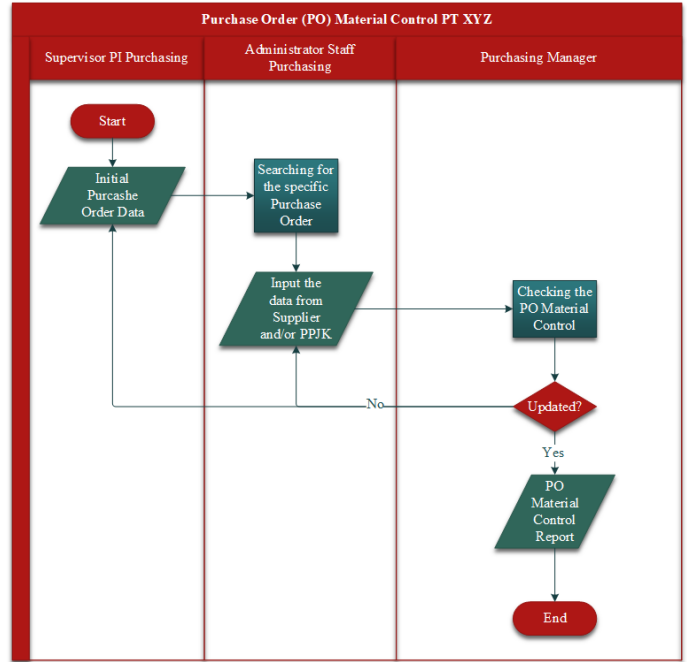 Purchase Order (PO) Material Control PT XYZ
Supervisor PI Purchasing
Administrator Staff
Purchasing
Purchasing Manager
Start
Initial
Purcashe
Order Data
Searching for
the specific
Purchase
Order
Input the
data from
Supplier
and/or PPJK
Checking the
PO Material
Control
Updated?
No
Yes
PO
Material
Control
Report
End